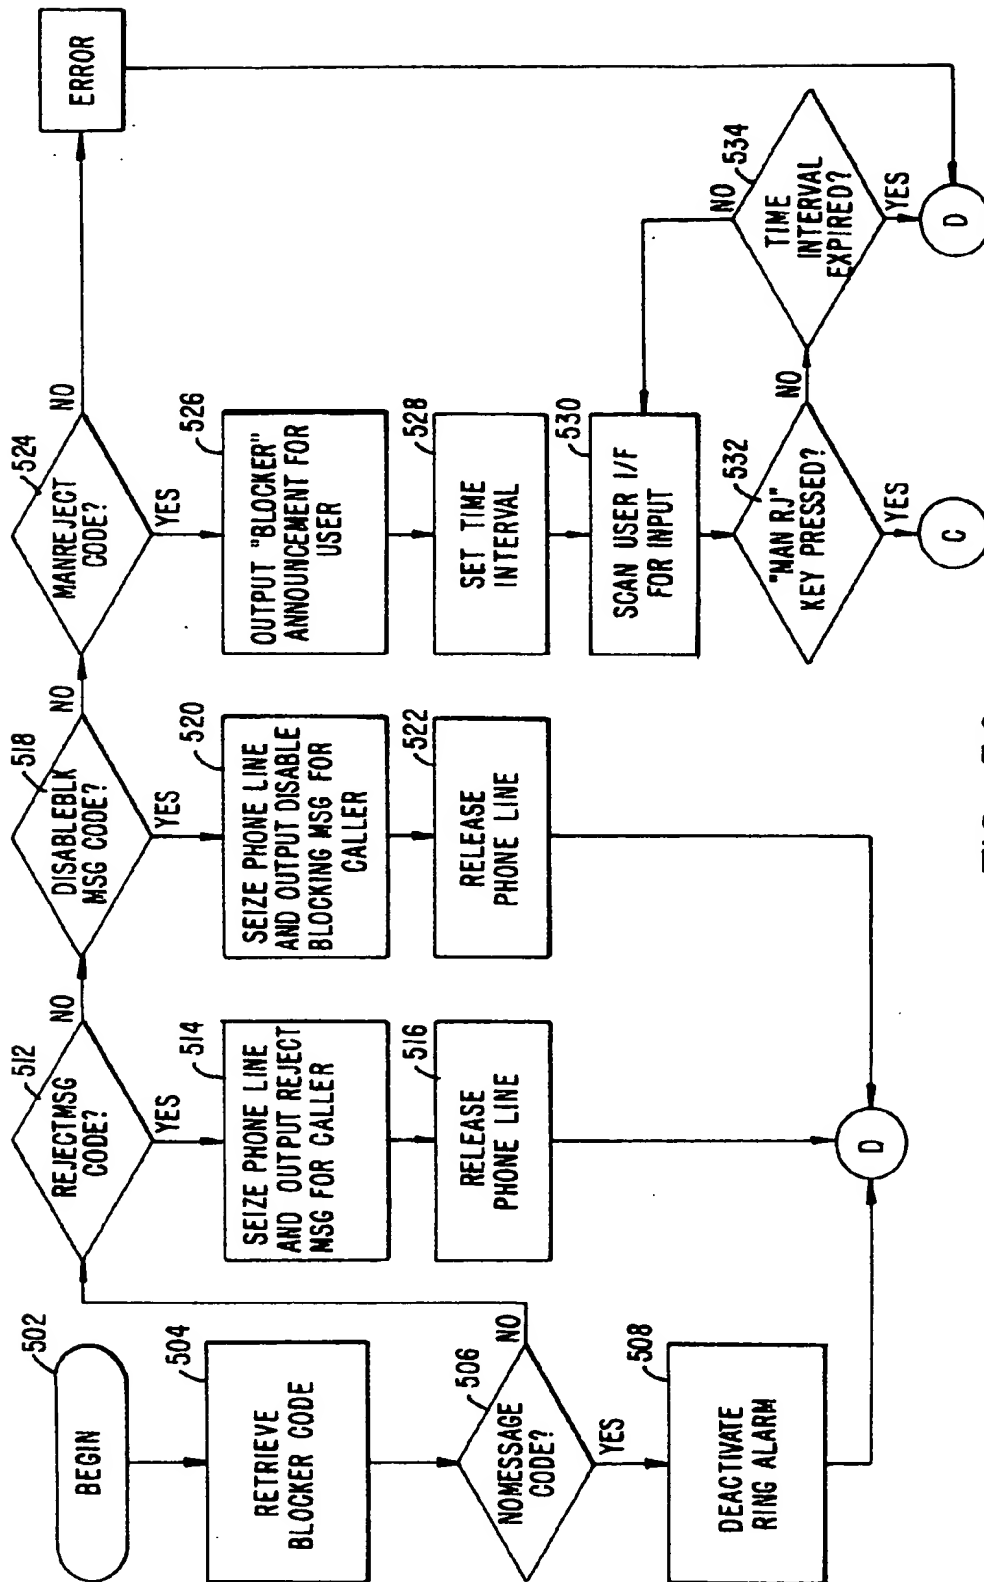 502
BEGIN
504
RETRIEVE
BLOCKER CODE
506
NOMESSAGE
CODE?
NO
YES
508
DEACTIVATE
RING ALARM
512
REJECTMSG
CODE?
NO
YES
514
SEIZE PHONE LINE
AND OUTPUT REJECT
MSG FOR CALLER
516
RELEASE
PHONE LINE
D
518
DISABLEBLK
MSG CODE?
NO
YES
520
SEIZE PHONE LINE
AND OUTPUT DISABLE
BLOCKING MSG FOR
CALLER
522
RELEASE
PHONE LINE
524
MANREJECT
CODE?
NO
YES
526
OUTPUT "BLOCKER"
ANNOUNCEMENT FOR
USER
528
SET TIME
INTERVAL
530
SCAN USER I/F
FOR INPUT
532
"MAN RJ"
KEY PRESSED?
NO
YES
C
534
TIME
INTERVAL
EXPIRED?
NO
YES
D
ERROR